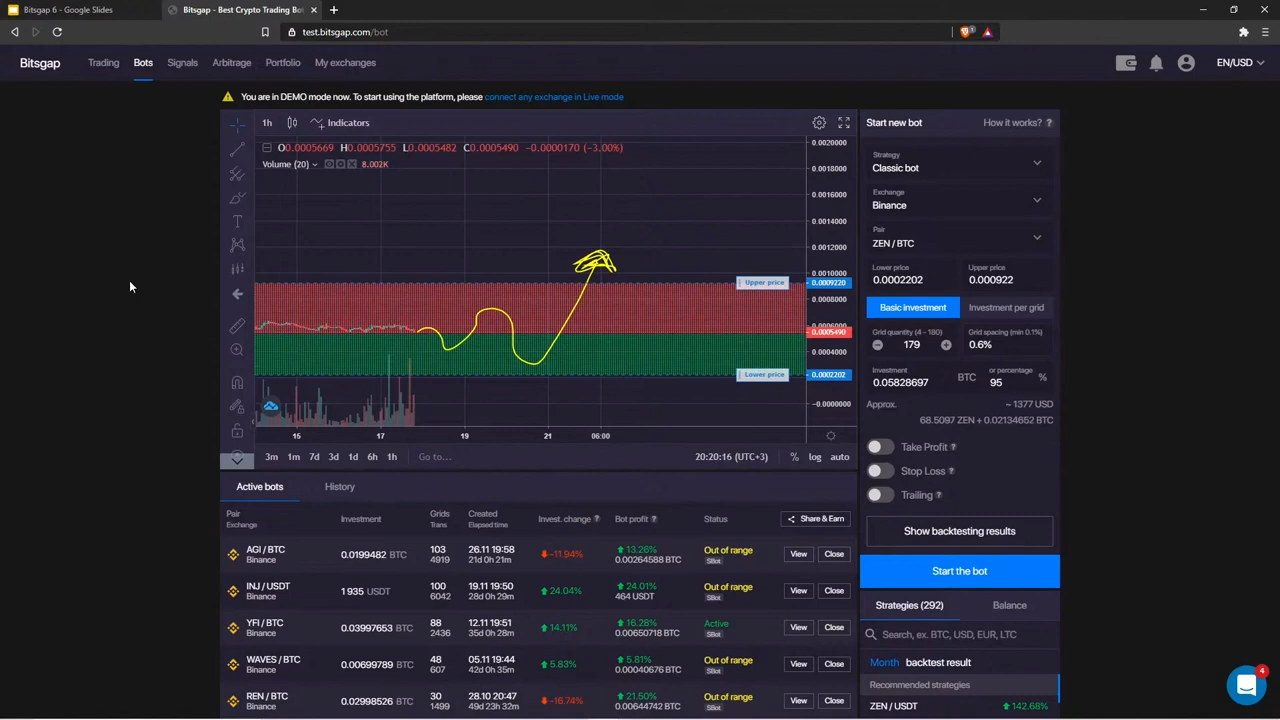 Bitsgap 6 - Google Slides
Bitsgap - Best Crypto Trading Bot
test.bitsgap.com/bot
Bitsgap Trading Bots Signals Arbitrage Portfolio My exchanges EN/USD
You are in DEMO mode now. To start using the platform, please connect any exchange in Live mode
1h Indicators
O0.0005669 H0.0005755 L0.0005482 C0.0005490 -0.0000170 (-3.00%)
Volume (20) 8.002K
0.0020000
0.0018000
0.0016000
0.0014000
0.0012000
0.0010000
Upper price 0.0009220
0.0008000
0.0006000
0.0005490
0.0004000
Lower price 0.0002202
-0.0000000
15 17 19 21 06:00
3m 1m 7d 3d 1d 6h 1h Go to... 20:20:16 (UTC+3) % log auto
Start new bot How it works? ?
Strategy
Classic bot
Exchange
Binance
Pair
ZEN / BTC
Lower price Upper price
0.0002202 0.000922
Basic investment Investment per grid
Grid quantity (4 - 180) Grid spacing (min 0.1%)
179 0.6%
Investment or percentage
0.05828697 BTC 95 %
Approx. ~ 1377 USD
68.5097 ZEN + 0.02134652 BTC
Take Profit ?
Stop Loss ?
Trailing ?
Show backtesting results
Start the bot
Strategies (292) Balance
Search, ex. BTC, USD, EUR, LTC
Month backtest result
Recommended strategies
ZEN / USDT 142.68%
4
Active bots History
Pair Investment Grids Created Invest. change ? Bot profit ? Status Share & Earn
Exchange Trans Elapsed time
AGI / BTC 0.0199482 BTC 103 26.11 19:58 -11.94% 13.26% Out of range View Close
Binance 4919 21d 0h 21m 0.00264588 BTC SBot
INJ / USDT 1 935 USDT 100 19.11 19:50 24.04% 24.01% Out of range View Close
Binance 6042 28d 0h 29m 464 USDT SBot
YFI / BTC 0.03997653 BTC 88 12.11 19:51 14.11% 16.28% Active View Close
Binance 2436 35d 0h 28m 0.00650718 BTC SBot
WAVES / BTC 0.00699789 BTC 48 05.11 19:44 5.83% 5.81% Out of range View Close
Binance 607 42d 0h 35m 0.00040676 BTC SBot
REN / BTC 0.02998526 BTC 30 28.10 20:47 -16.74% 21.50% Out of range View Close
Binance 1499 49d 23h 32m 0.00644742 BTC SBot